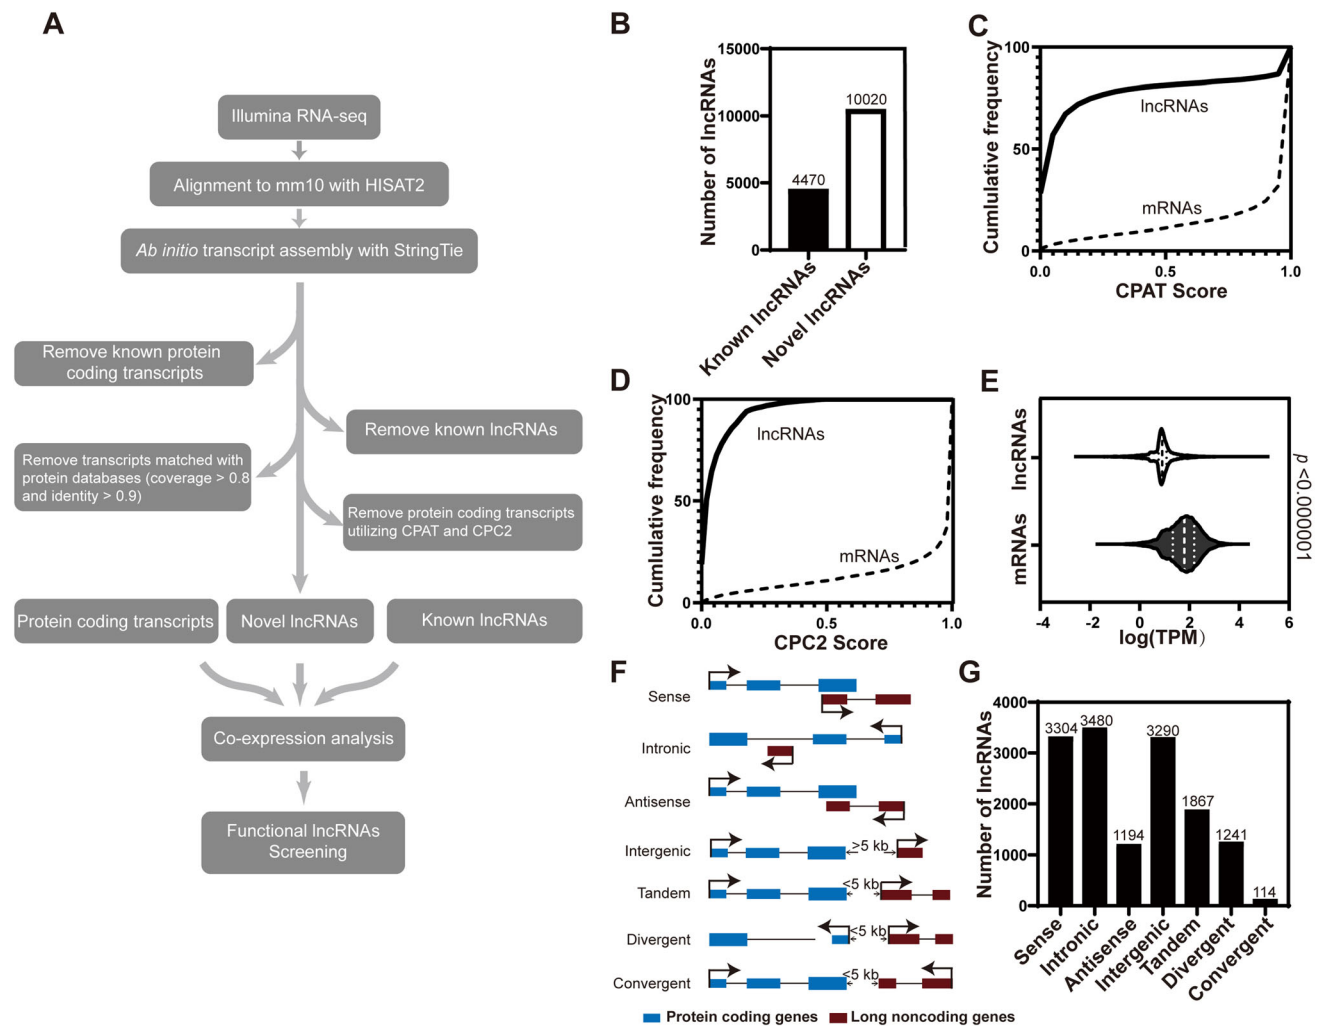 A
Illumina RNA-seq
Alignment to mm10 with HISAT2
Ab initio transcript assembly with StringTie
Remove known protein
coding transcripts
Remove known lncRNAs
Remove transcripts matched with
protein databases (coverage > 0.8
and identity > 0.9)
Remove protein coding transcripts
utilizing CPAT and CPC2
Protein coding transcripts
Novel lncRNAs
Known lncRNAs
Co-expression analysis
Functional lncRNAs
Screening
B
Number of lncRNAs
15000
10000
5000
0
4470
10020
Known lncRNAs
Novel lncRNAs
C
Cumlulative frequency
100
50
0
lncRNAs
mRNAs
0.0
0.5
1.0
CPAT Score
D
Cumlulative frequency
100
50
0
lncRNAs
mRNAs
0.0
0.5
1.0
CPC2 Score
E
lncRNAs
mRNAs
p <0.000001
-4
-2
0
2
4
6
log(TPM)
F
Sense
Intronic
Antisense
Intergenic
>5 kb
Tandem
<5 kb
Divergent
<5 kb
Convergent
<5 kb
Protein coding genes
Long noncoding genes
G
Number of lncRNAs
4000
3000
2000
1000
0
3304
3480
1194
3290
1867
1241
114
Sense
Intronic
Antisense
Intergenic
Tandem
Divergent
Convergent